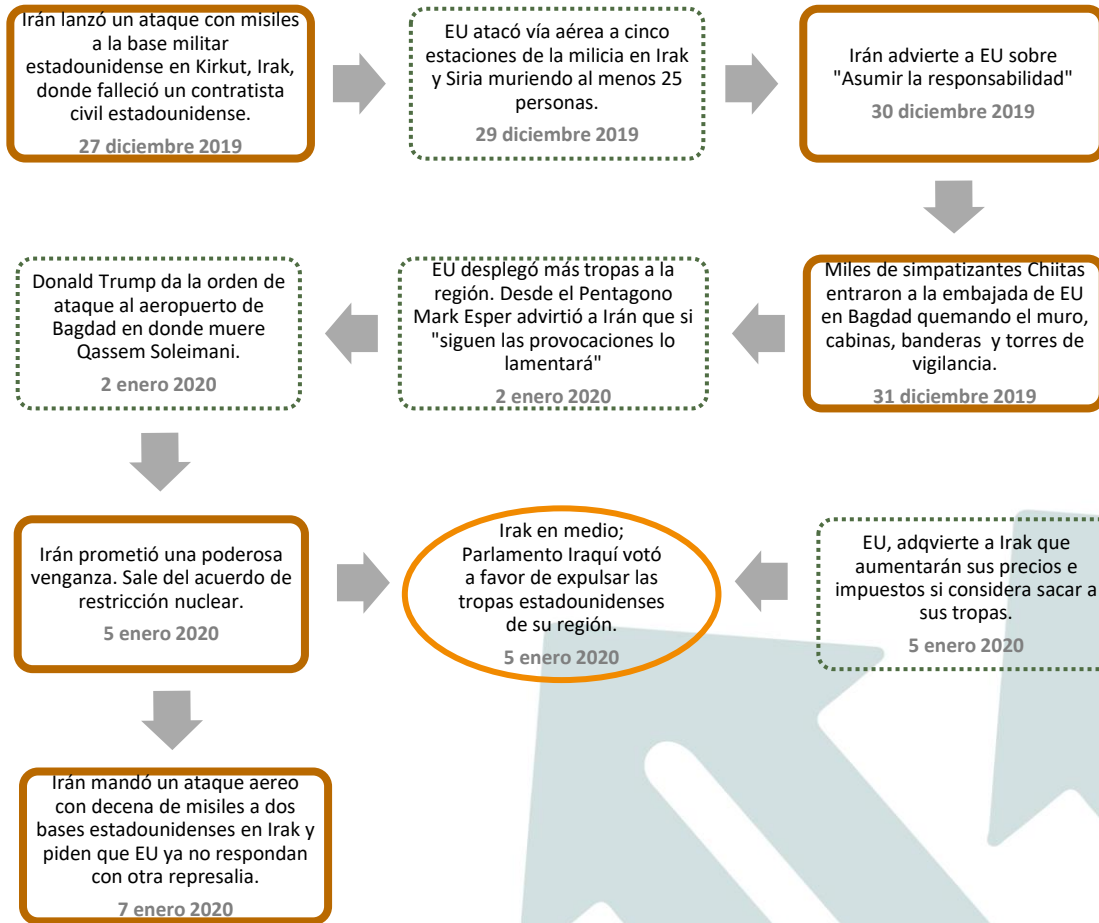 Irán lanzó un ataque con misiles
a la base militar
estadounidense en Kirkut, Irak,
donde falleció un contratista
civil estadounidense.
27 diciembre 2019
EU atacó vía aérea a cinco
estaciones de la milicia en Irak
y Siria muriendo al menos 25
personas.
29 diciembre 2019
Irán advierte a EU sobre
"Asumir la responsabilidad"
30 diciembre 2019
Miles de simpatizantes Chiitas
entraron a la embajada de EU
en Bagdad quemando el muro,
cabinas, banderas y torres de
vigilancia.
31 diciembre 2019
EU desplegó más tropas a la
región. Desde el Pentagono
Mark Esper advirtió a Irán que si
"siguen las provocaciones lo
lamentará"
2 enero 2020
Donald Trump da la orden de
ataque al aeropuerto de
Bagdad en donde muere
Qassem Soleimani.
2 enero 2020
Irán prometió una poderosa
venganza. Sale del acuerdo de
restricción nuclear.
5 enero 2020
Irak en medio;
Parlamento Iraquí votó
a favor de expulsar las
tropas estadounidenses
de su región.
5 enero 2020
EU, adqvierte a Irak que
aumentarán sus precios e
impuestos si considera sacar a
sus tropas.
5 enero 2020
Irán mandó un ataque aereo
con decena de misiles a dos
bases estadounidenses en Irak y
piden que EU ya no respondan
con otra represalia.
7 enero 2020